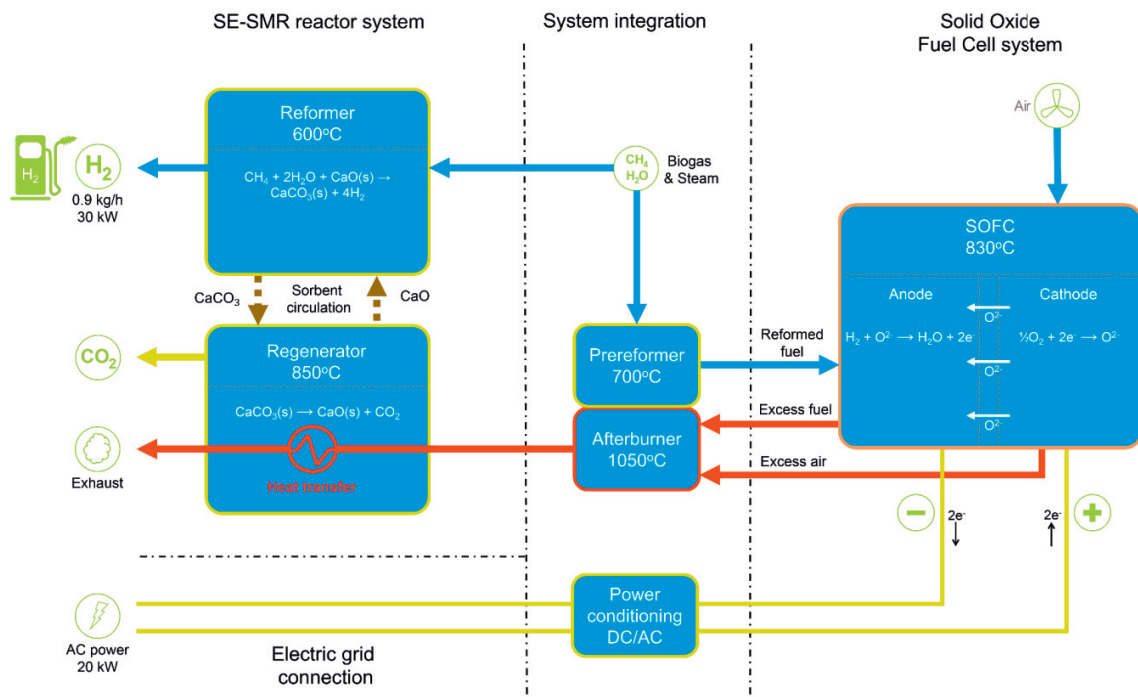 SE-SMR reactor system
System integration
Solid Oxide
Fuel Cell system
Reformer
600°C
CH₄ + 2H₂O + CaO(s) →
CaCO₃(s) + 4H₂
H₂
H₂
0.9 kg/h
30 kW
CH₄
H₂O
Biogas
& Steam
Air
CaCO₃
Sorbent
circulation
CaO
SOFC
830°C
Anode
Cathode
O²⁻
H₂ + O²⁻ → H₂O + 2e⁻
½O₂ + 2e⁻ → O²⁻
O²⁻
O²⁻
CO₂
Regenerator
850°C
CaCO₃(s) → CaO(s) + CO₂
Heat transfer
Exhaust
Prereformer
700°C
Reformed
fuel
Afterburner
1050°C
Excess fuel
Excess air
−
2e⁻
↓
2e⁻
↑
+
AC power
20 kW
Electric grid
connection
Power
conditioning
DC/AC